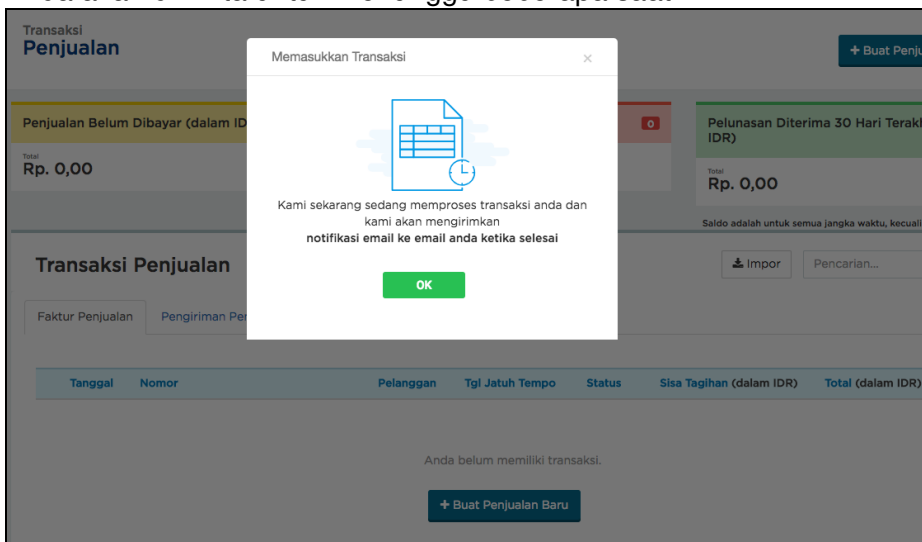 Transaksi
Penjualan
Memasukkan Transaksi
×
+ Buat Penju
Penjualan Belum Dibayar (dalam ID
0
Pelunasan Diterima 30 Hari Terak
IDR)
Total
Rp. 0,00
Total
Rp. 0,00
Kami sekarang sedang memproses transaksi anda dan
kami akan mengirimkan
notifikasi email ke email anda ketika selesai
OK
Saldo adalah untuk semua jangka waktu, kecuali
Transaksi Penjualan
Impor
Pencarian...
Faktur Penjualan
Pengiriman Pe
Tanggal Nomor Pelanggan Tgl Jatuh Tempo Status Sisa Tagihan (dalam IDR) Total (dalam IDR)
Anda belum memiliki transaksi.
+ Buat Penjualan Baru